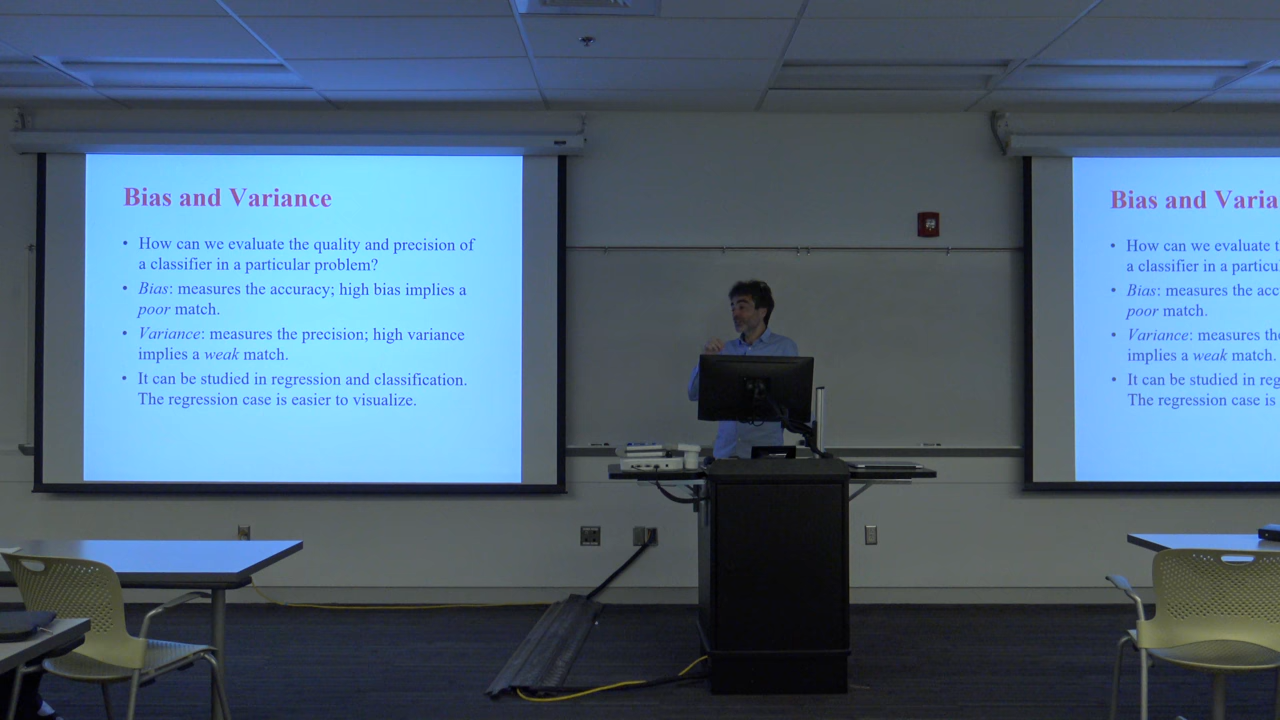 Bias and Variance
• How can we evaluate the quality and precision of
a classifier in a particular problem?
• Bias: measures the accuracy; high bias implies a
poor match.
• Variance: measures the precision; high variance
implies a weak match.
• It can be studied in regression and classification.
The regression case is easier to visualize.
Bias and Varia
• How can we evaluate t
a classifier in a particu
• Bias: measures the acc
poor match.
• Variance: measures the
implies a weak match.
• It can be studied in reg
The regression case is